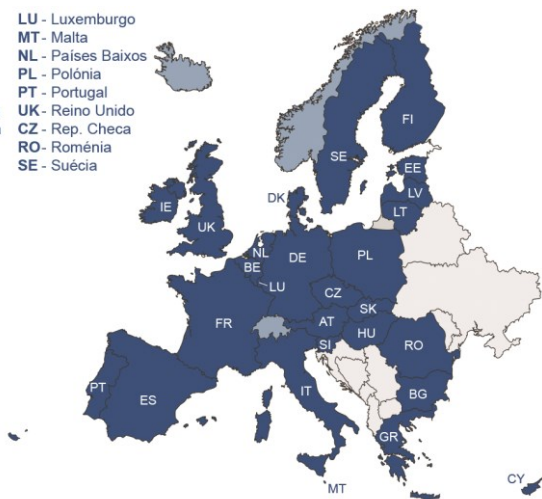 LU - Luxemburgo
MT - Malta
NL - Países Baixos
PL - Polónia
PT - Portugal
UK - Reino Unido
CZ - Rep. Checa
RO - Roménia
SE - Suécia
FI
SE
EE
LV
LT
DK
IE
UK
NL
BE
DE
PL
LU
CZ
SK
FR
AT
HU
SI
RO
IT
BG
PT
ES
GR
MT
CY